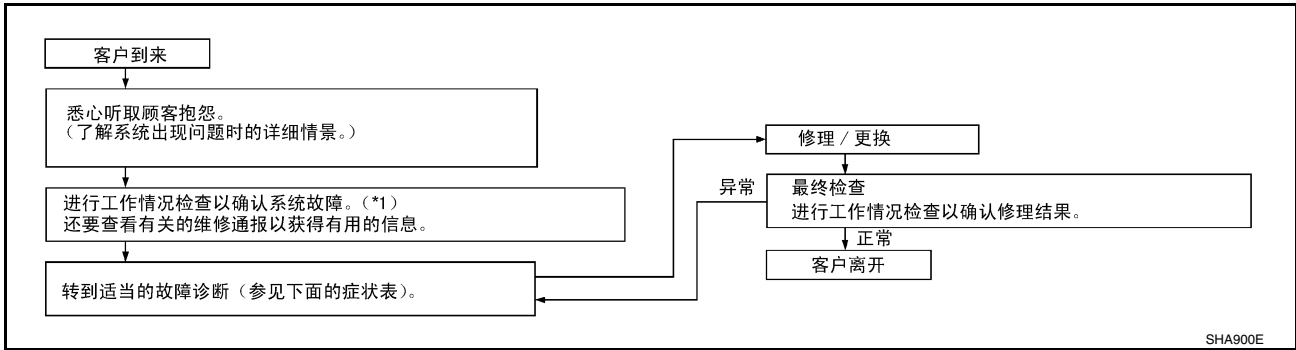 客户到来
悉心听取顾客抱怨。
（了解系统出现问题时的详细情景。）
进行工作情况检查以确认系统故障。（*1）
还要查看有关的维修通报以获得有用的信息。
转到适当的故障诊断（参见下面的症状表）。
修理 / 更换
异常
最终检查
进行工作情况检查以确认修理结果。
正常
客户离开
SHA900E